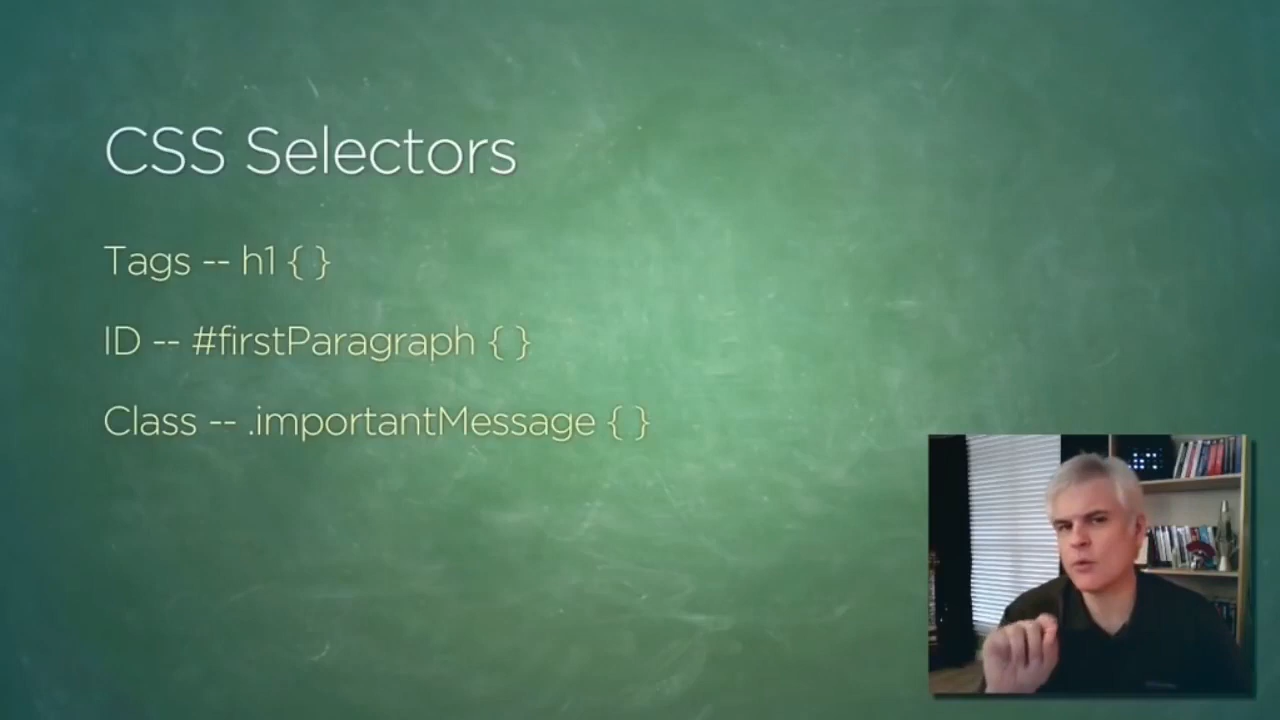 CSS Selectors
Tags -- h1 { }
ID -- #firstParagraph { }
Class -- .importantMessage { }